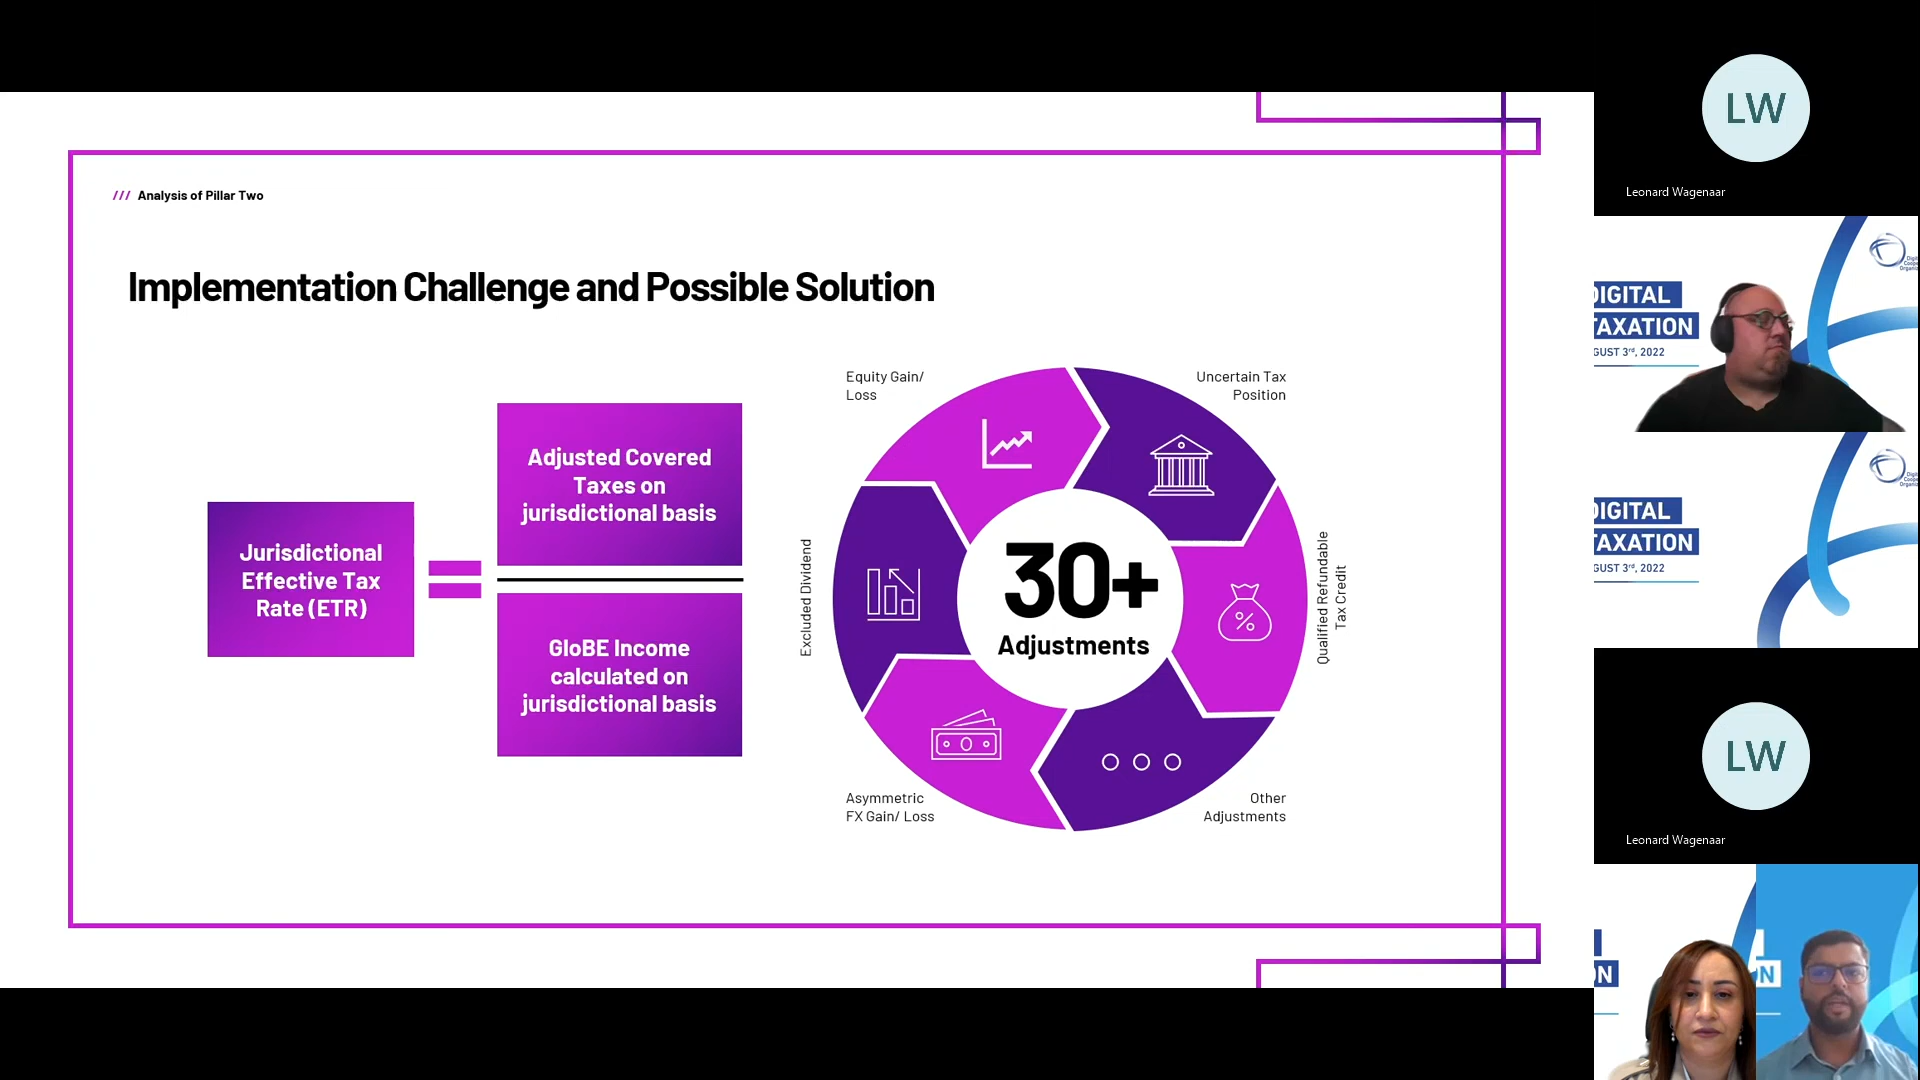 /// Analysis of Pillar Two
Implementation Challenge and Possible Solution
Jurisdictional
Effective Tax
Rate (ETR)
Adjusted Covered
Taxes on
jurisdictional basis
GloBE Income
calculated on
jurisdictional basis
Equity Gain/
Loss
Uncertain Tax
Position
Excluded Dividend
30+
Adjustments
Qualified Refundable
Tax Credit
Asymmetric
FX Gain/ Loss
Other
Adjustments
LW
Leonard Wagenaar
DIGITAL
TAXATION
GUST 3rd, 2022
DIGITAL
TAXATION
GUST 3rd, 2022
LW
Leonard Wagenaar
ON
N